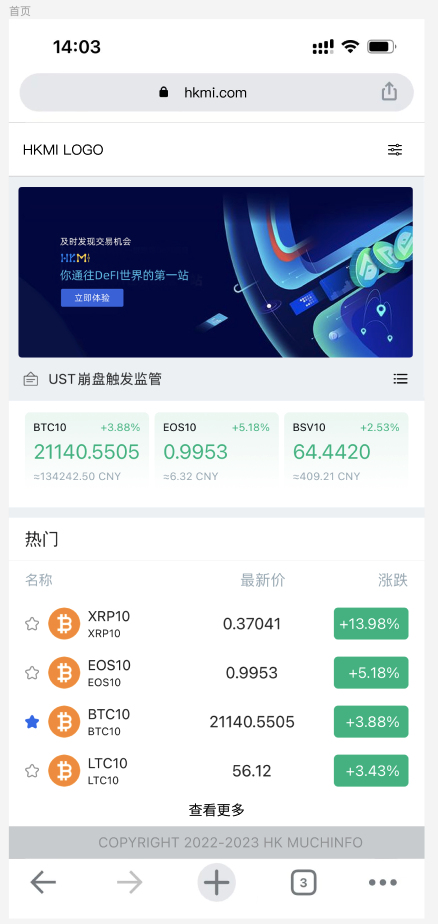 首页
14:03
hkmi.com
HKMI LOGO
及时发现交易机会
HKMI
你通往DeFi世界的第一站
立即体验
UST崩盘触发监管
BTC10 +3.88% EOS10 +5.18% BSV10 +2.53%
21140.5505 0.9953 64.4420
≈134242.50 CNY ≈6.32 CNY ≈409.21 CNY
热门
名称 最新价 涨跌
XRP10 0.37041 +13.98%
XRP10
EOS10 0.9953 +5.18%
EOS10
BTC10 21140.5505 +3.88%
BTC10
LTC10 56.12 +3.43%
LTC10
查看更多
COPYRIGHT 2022-2023 HK MUCHINFO
3